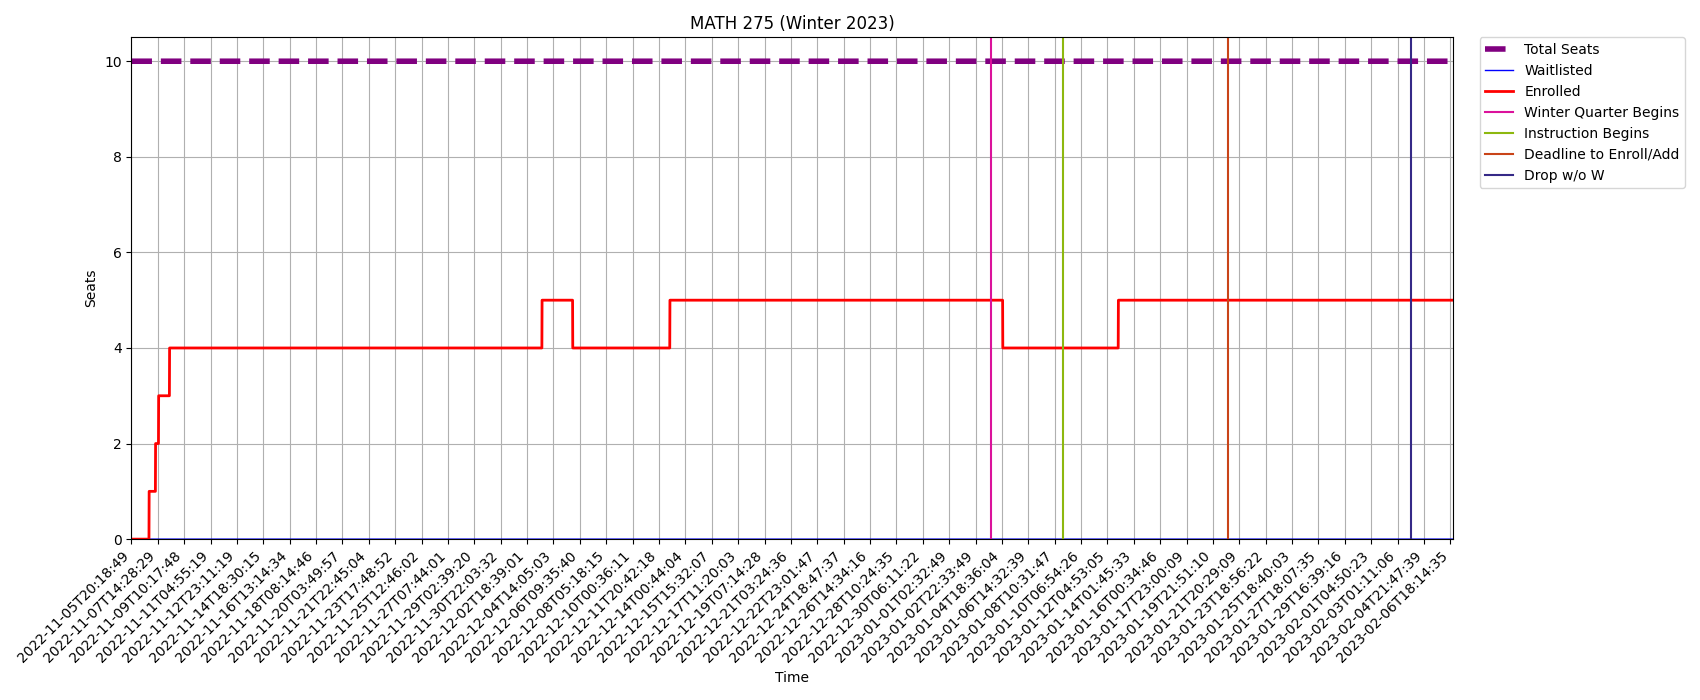 MATH 275 (Winter 2023)
Seats
10
8
6
4
2
0
2022-11-05T20:18:49
2022-11-07T14:28:29
2022-11-09T10:17:48
2022-11-11T04:55:19
2022-11-12T23:11:19
2022-11-14T18:30:15
2022-11-16T13:14:34
2022-11-18T08:14:46
2022-11-20T03:49:57
2022-11-21T22:45:04
2022-11-23T17:48:52
2022-11-25T12:46:02
2022-11-27T07:44:01
2022-11-29T02:39:20
2022-11-30T22:03:32
2022-12-02T18:39:01
2022-12-04T14:05:03
2022-12-06T09:35:40
2022-12-08T05:18:15
2022-12-10T00:36:11
2022-12-11T20:42:18
2022-12-14T00:44:04
2022-12-15T15:32:07
2022-12-17T11:20:03
2022-12-19T07:14:28
2022-12-21T03:24:36
2022-12-22T23:01:47
2022-12-24T18:47:37
2022-12-26T14:34:16
2022-12-28T10:24:35
2022-12-30T06:11:22
2023-01-01T02:32:49
2023-01-02T22:33:49
2023-01-04T18:36:04
2023-01-06T14:32:39
2023-01-08T10:31:47
2023-01-10T06:54:26
2023-01-12T04:53:05
2023-01-14T01:45:33
2023-01-16T00:34:46
2023-01-17T23:00:09
2023-01-19T21:51:10
2023-01-21T20:29:09
2023-01-23T18:56:22
2023-01-25T18:40:03
2023-01-27T18:07:35
2023-01-29T16:39:16
2023-02-01T04:50:23
2023-02-03T01:11:06
2023-02-04T21:47:39
2023-02-06T18:14:35
Time
Total Seats
Waitlisted
Enrolled
Winter Quarter Begins
Instruction Begins
Deadline to Enroll/Add
Drop w/o W